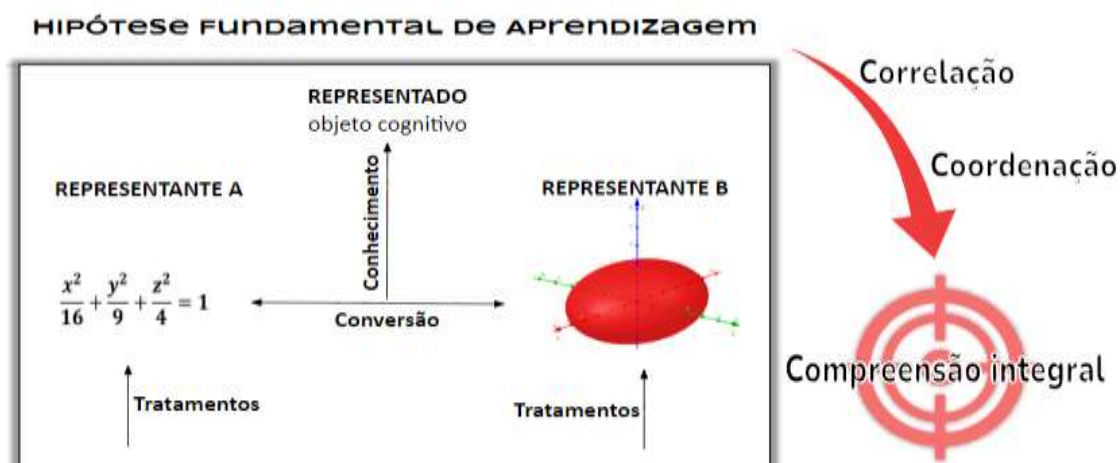 Hipótese Fundamental de Aprendizagem
REPRESENTADO
objeto cognitivo
REPRESENTANTE A
REPRESENTANTE B
Conhecimento
x²/16 + y²/9 + z²/4 = 1
Conversão
Tratamentos
Tratamentos
Correlação
Coordenação
Compreensão integral